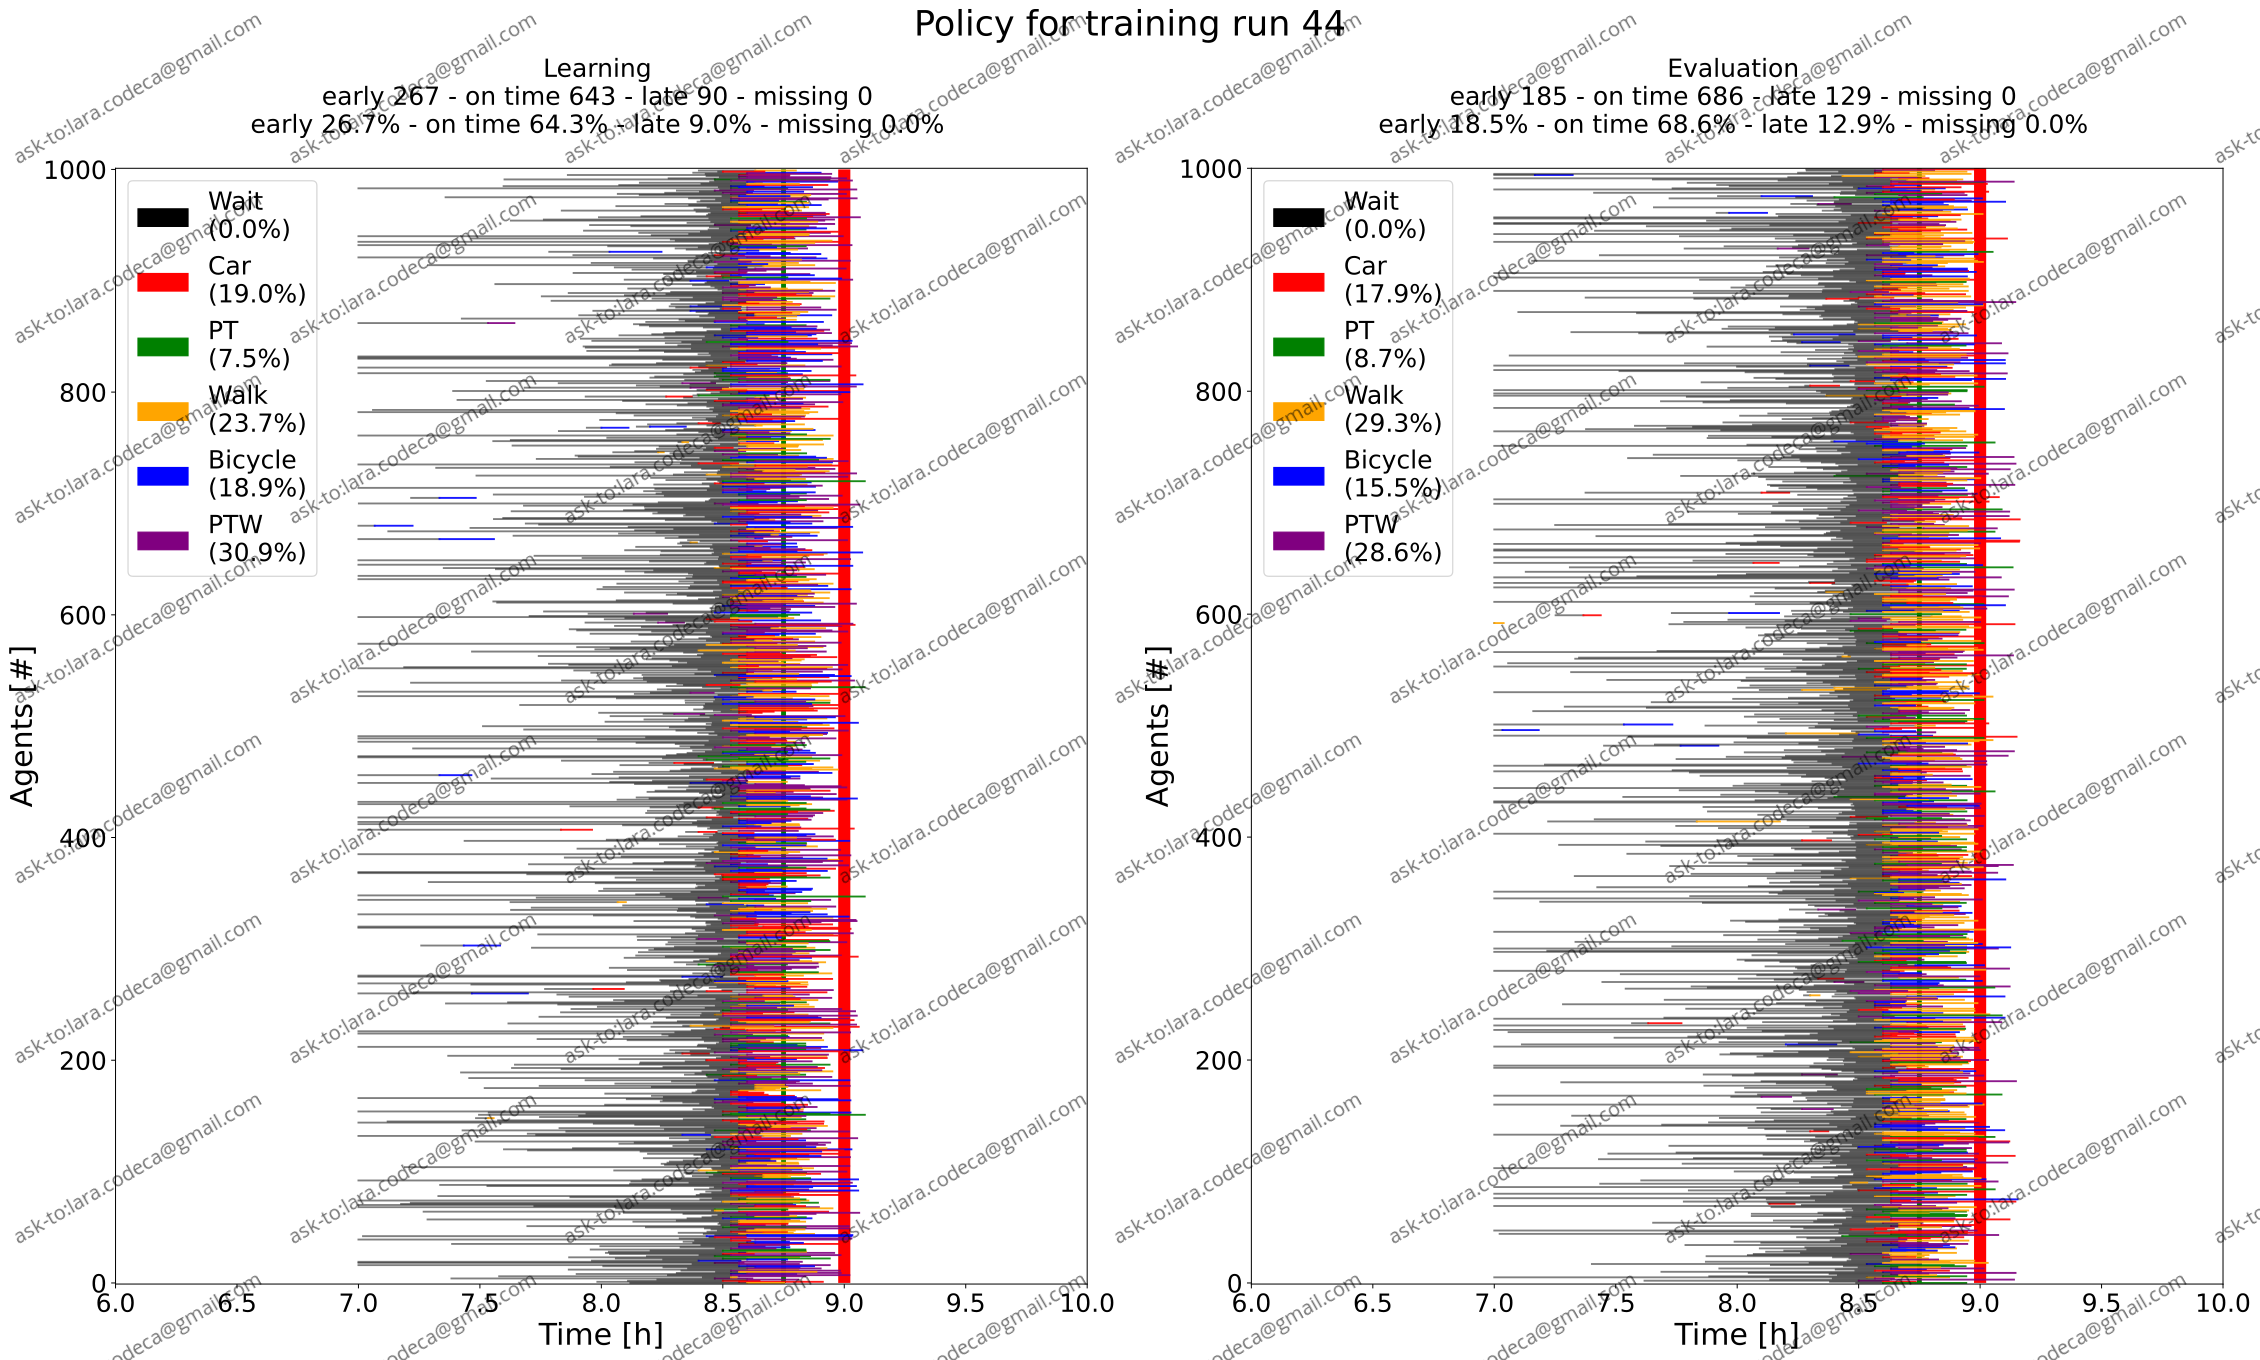 Policy for training run 44
Learning
early 267 - on time 643 - late 90 - missing 0
early 26.7% - on time 64.3% - late 9.0% - missing 0.0%
Agents [#]
1000
800
600
400
200
0
Wait
(0.0%)
Car
(19.0%)
PT
(7.5%)
Walk
(23.7%)
Bicycle
(18.9%)
PTW
(30.9%)
6.0 6.5 7.0 7.5 8.0 8.5 9.0 9.5 10.0
Time [h]
Evaluation
early 185 - on time 686 - late 129 - missing 0
early 18.5% - on time 68.6% - late 12.9% - missing 0.0%
Agents [#]
1000
800
600
400
200
0
Wait
(0.0%)
Car
(17.9%)
PT
(8.7%)
Walk
(29.3%)
Bicycle
(15.5%)
PTW
(28.6%)
6.0 6.5 7.0 7.5 8.0 8.5 9.0 9.5 10.0
Time [h]
ask-to:lara.codeca@gmail.com